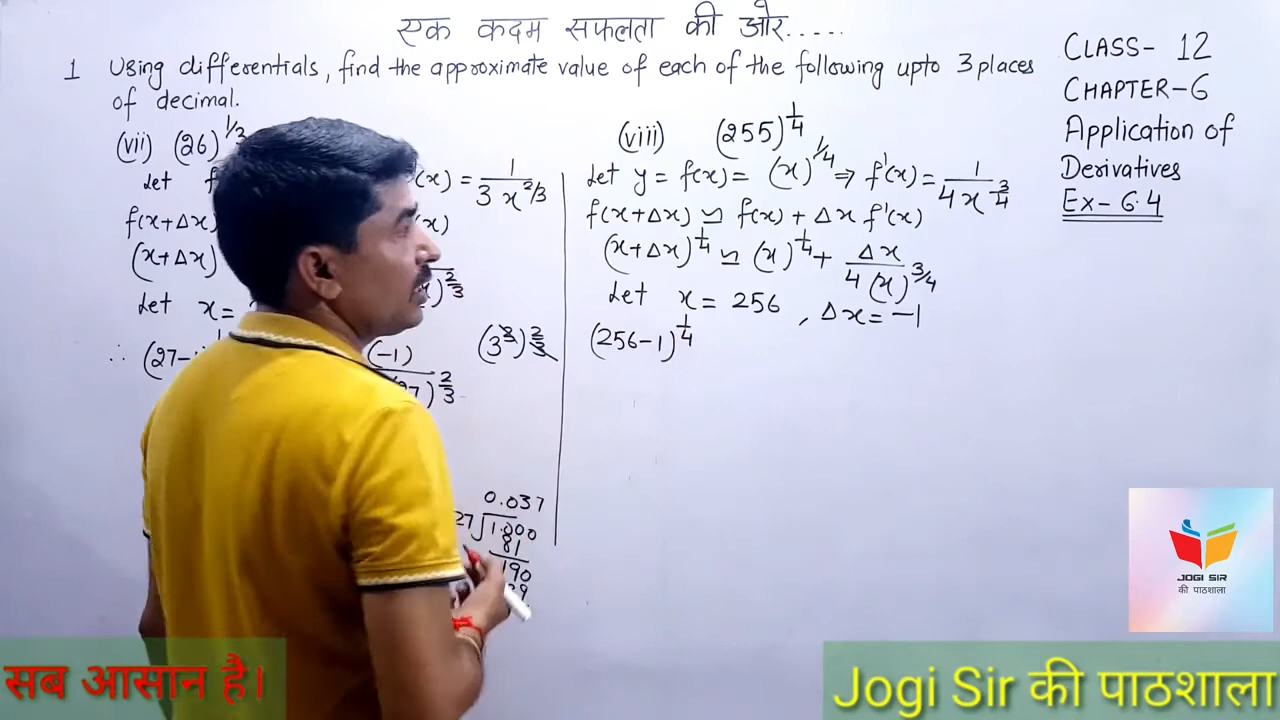 एक कदम सफलता की ओर.....
1 Using differentials, find the approximate value of each of the following upto 3 places
of decimal.
(vii) (26)^1/3
Let
(x) = 1/(3 x^2/3)
f(x+Δx)
(x)
(x+Δx)
)^2/3
Let x=
∴ (27-
(-1)
)^2/3
(3^3)^2/3
0.037
27 1.000
81
190
(viii) (255)^1/4
Let y = f(x) = (x)^1/4 ⇒ f'(x) = 1/(4x^3/4)
f(x+Δx) ≃ f(x) + Δx f'(x)
(x+Δx)^1/4 ≃ (x)^1/4 + Δx/(4(x)^3/4)
Let x = 256 , Δx = -1
(256-1)^1/4
CLASS- 12
CHAPTER-6
Application of
Derivatives
Ex- 6.4
JOGI SIR
की पाठशाला
सब आसान है।
Jogi Sir की पाठशाला